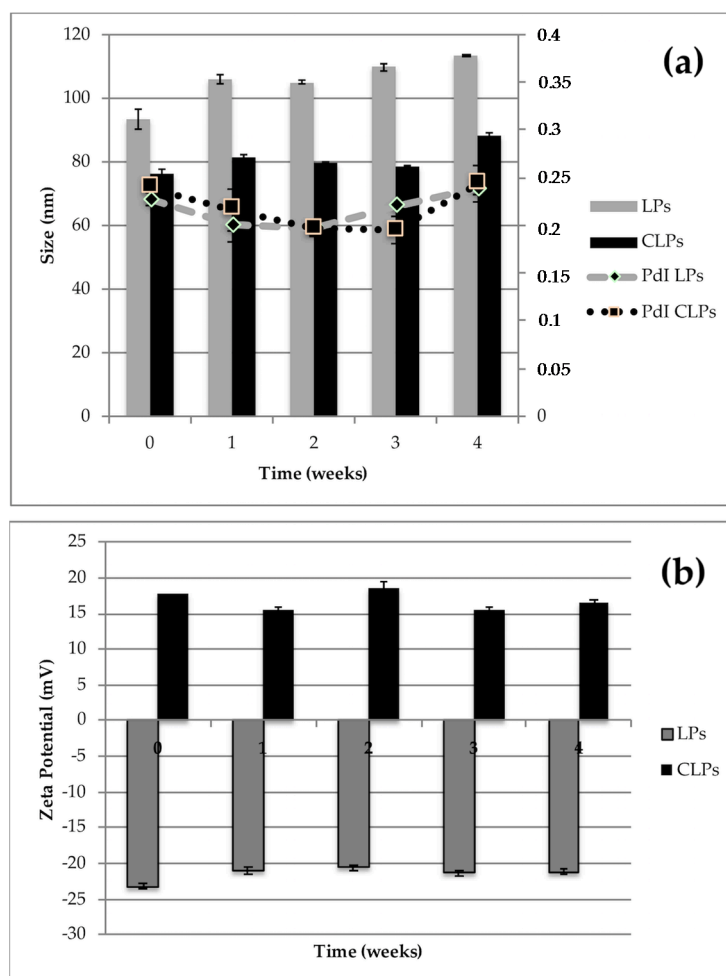 (a)
120
100
80
60
40
20
0
Size (nm)
0.4
0.35
0.3
0.25
0.2
0.15
0.1
0.05
0
0 1 2 3 4
Time (weeks)
LPs
CLPs
PdI LPs
PdI CLPs
(b)
25
20
15
10
5
0
-5
-10
-15
-20
-25
-30
Zeta Potential (mV)
0 1 2 3 4
Time (weeks)
LPs
CLPs